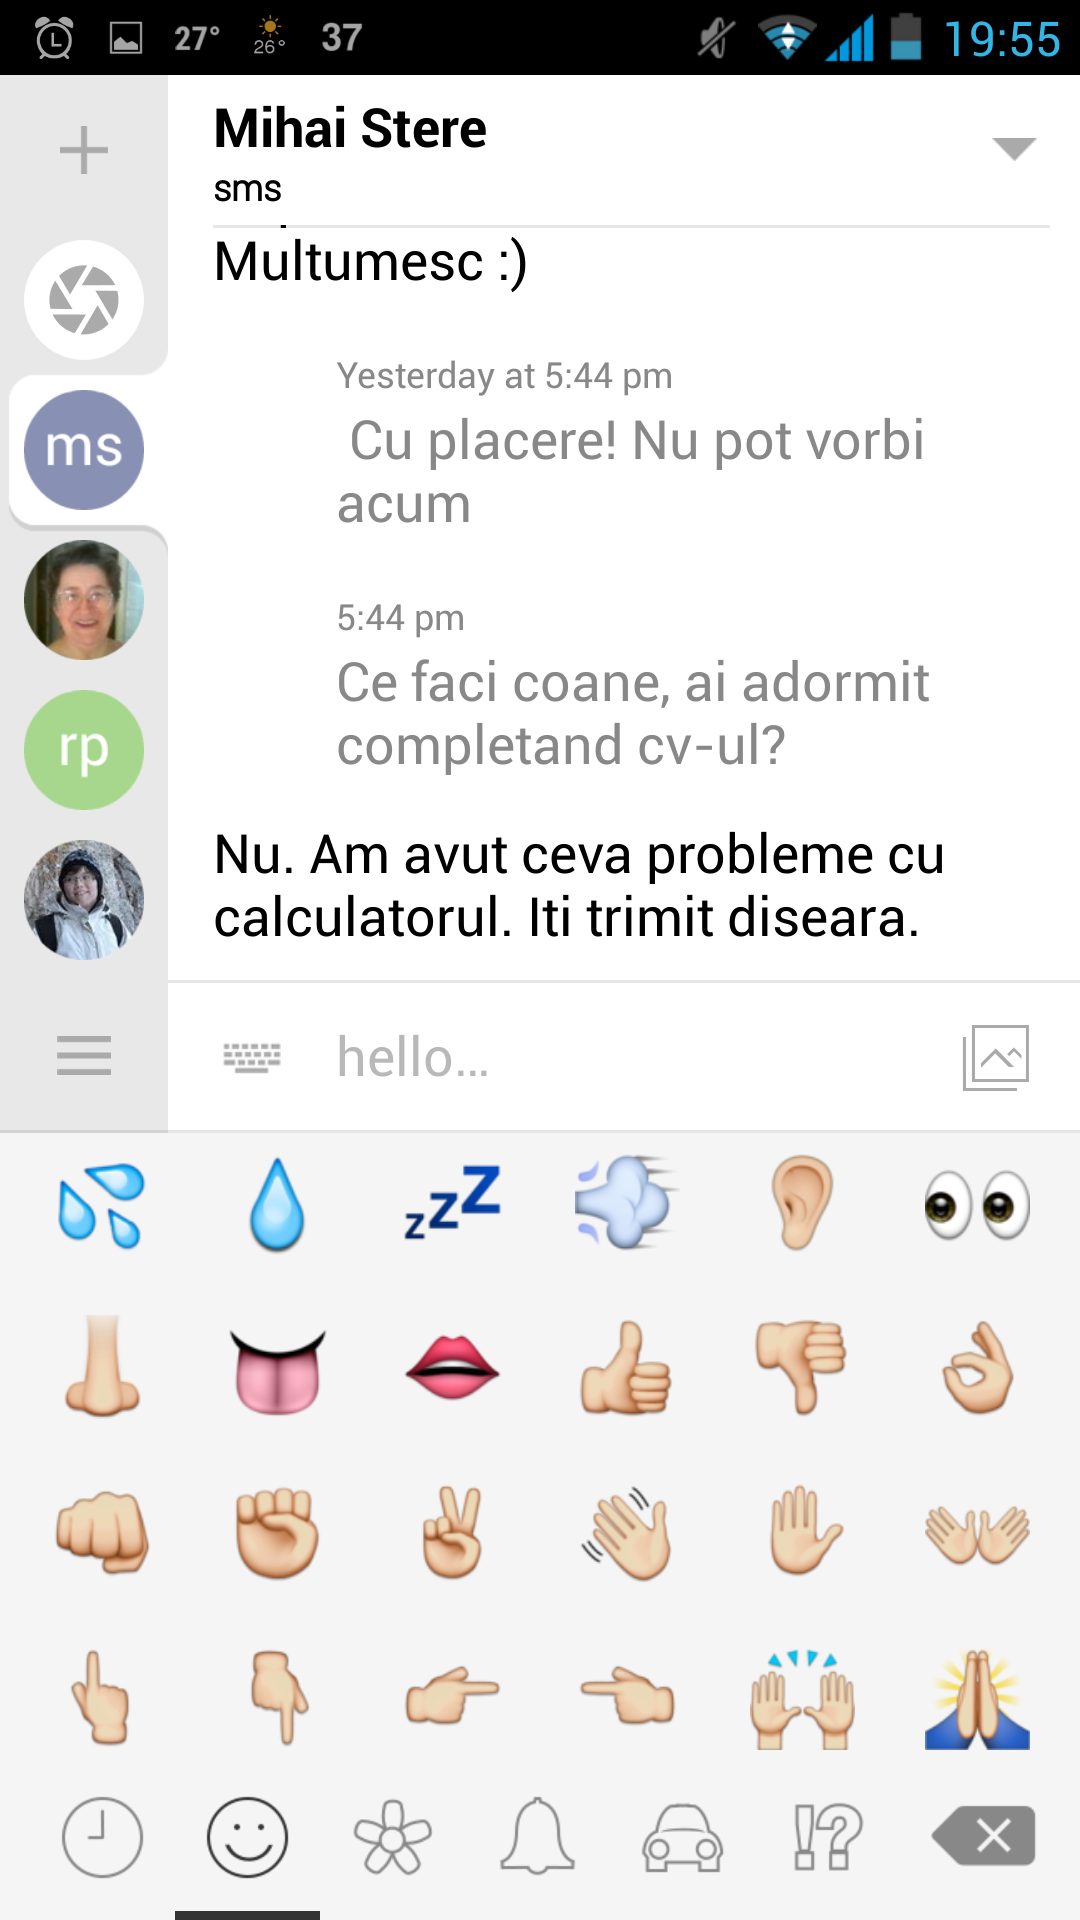 27° 26° 37 19:55
Mihai Stere
sms
Multumesc :)
Yesterday at 5:44 pm
Cu placere! Nu pot vorbi
acum
ms
5:44 pm
Ce faci coane, ai adormit
completand cv-ul?
rp
Nu. Am avut ceva probleme cu
calculatorul. Iti trimit diseara.
hello...
zzZ
!?